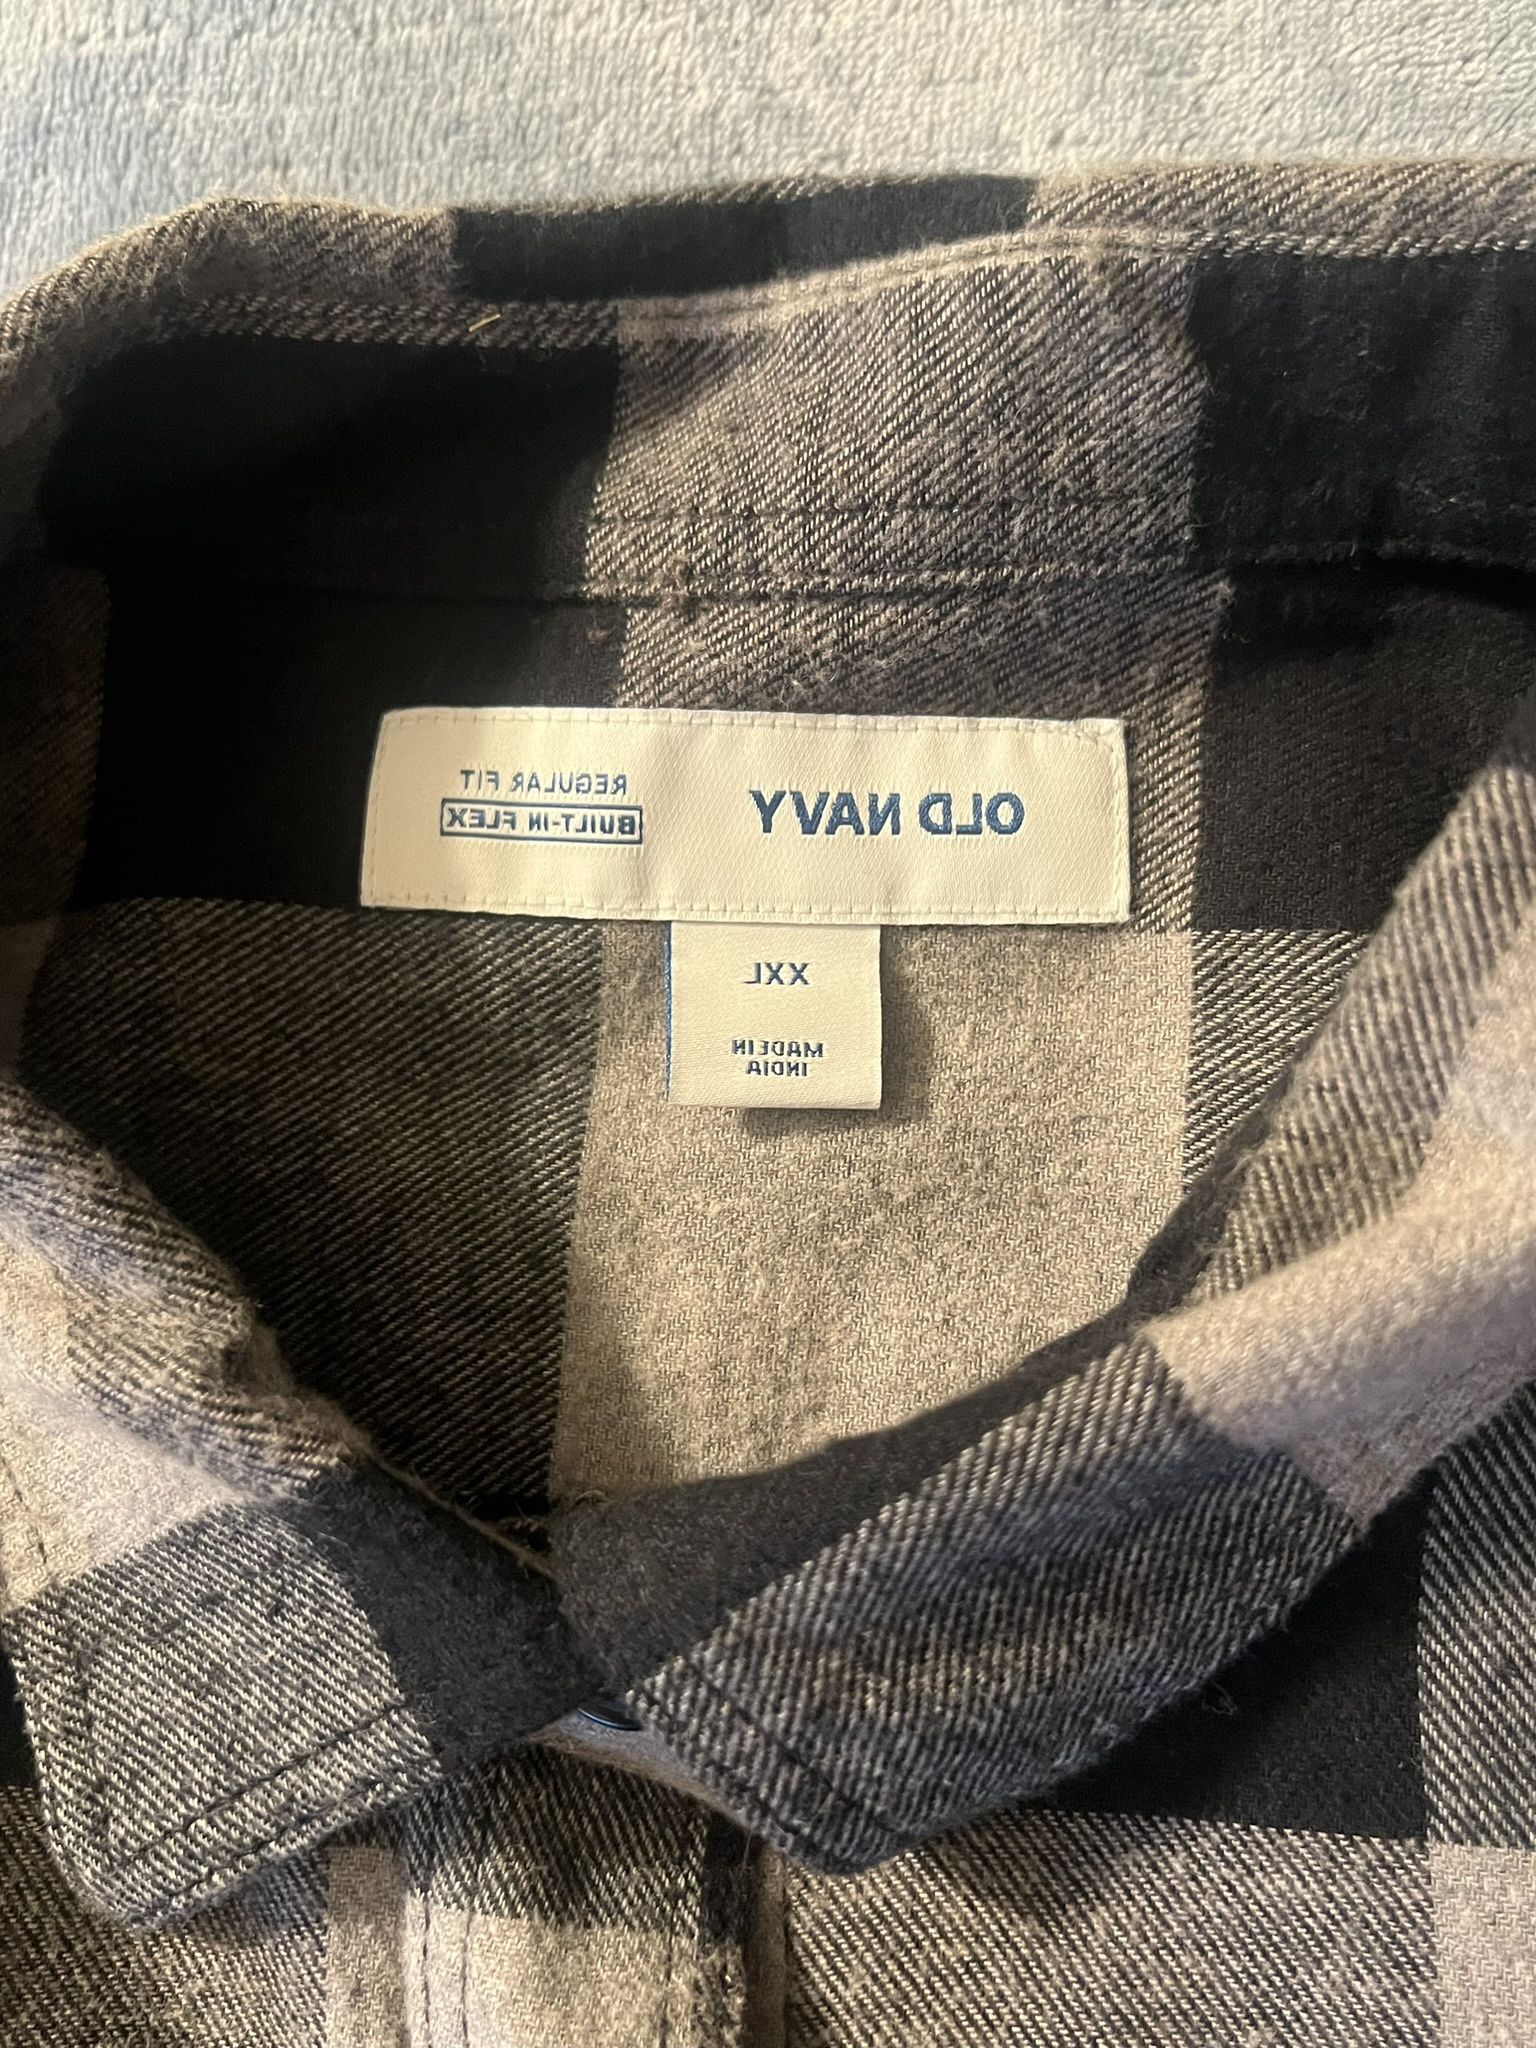 OLD NAVY
REGULAR FIT
BUILT-IN FLEX
XXL
MADE IN
INDIA